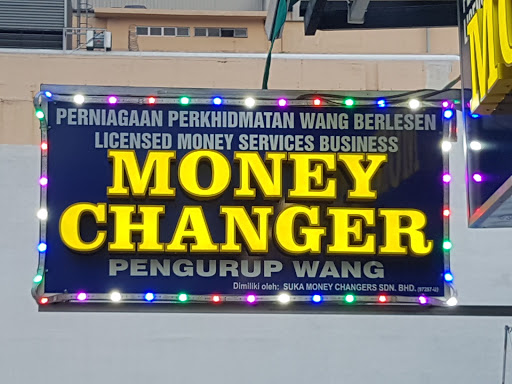 PERNIAGAAN PERKHIDMATAN WANG BERLESEN
LICENSED MONEY SERVICES BUSINESS
MONEY
CHANGER
PENGURUP WANG
Dimiliki oleh: SUKA MONEY CHANGERS SDN. BHD.